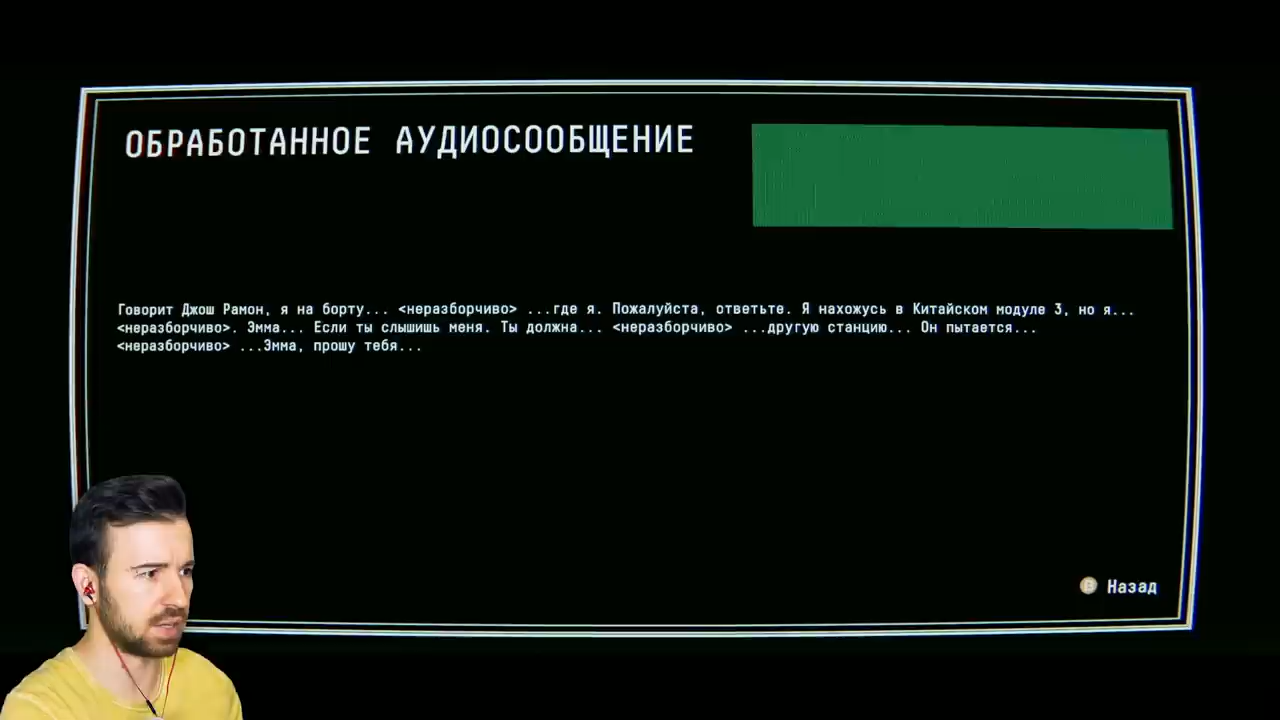 ОБРАБОТАННОЕ АУДИОСООБЩЕНИЕ
Говорит Джош Рамон, я на борту... <неразборчиво> ...где я. Пожалуйста, ответьте. Я нахожусь в Китайском модуле 3, но я...
<неразборчиво>. Эмма... Если ты слышишь меня. Ты должна... <неразборчиво> ...другую станцию... Он пытается...
<неразборчиво> ...Эмма, прошу тебя...
B Назад